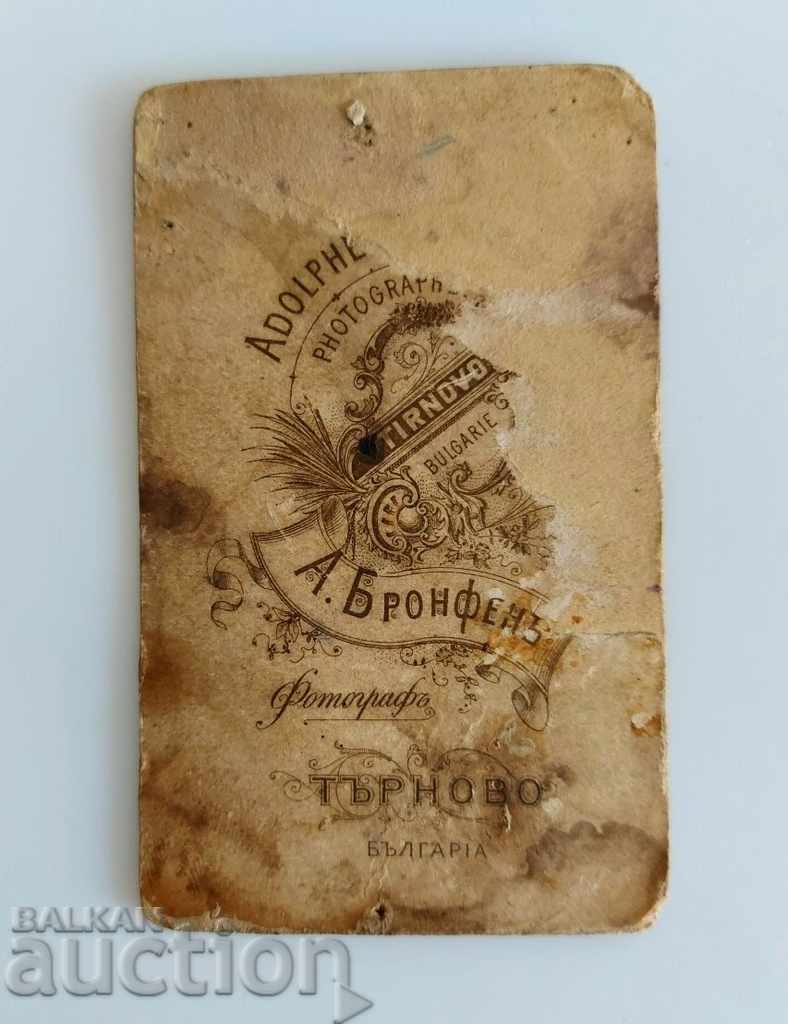 ADOLPHE
PHOTOGRAPHE
TIRNOVO
BULGARIE
А. Бронфенъ
Фотографъ
ТЪРНОВО
БЪЛГАРІА
BALKAN
auction